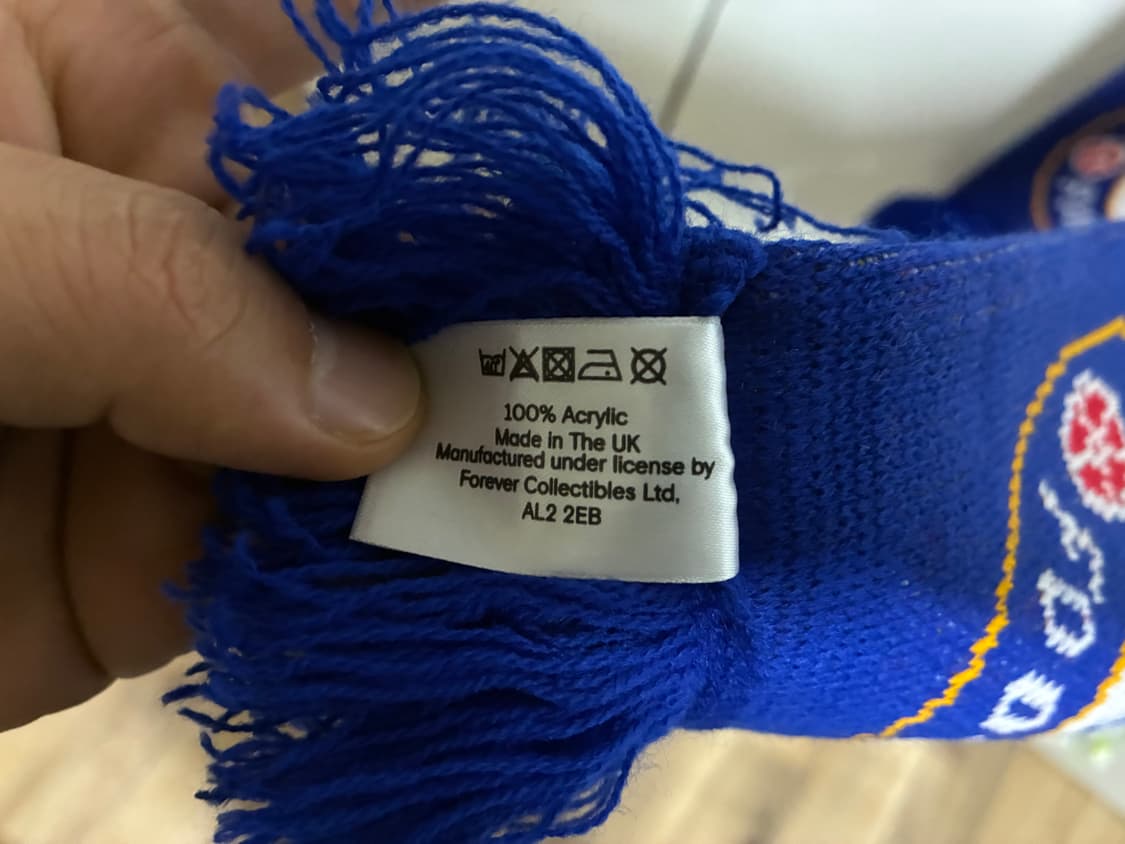 100% Acrylic
Made in The UK
Manufactured under license by
Forever Collectibles Ltd,
AL2 2EB